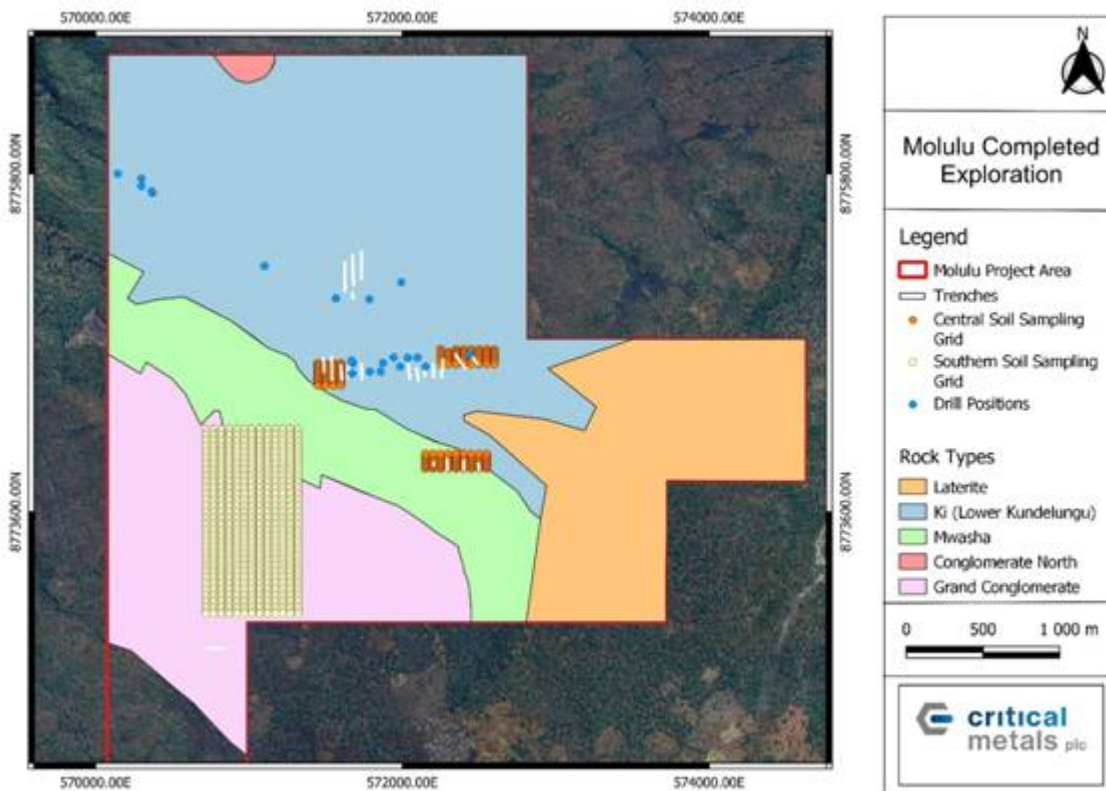 570000.00E 572000.00E 574000.00E
8775800.00N
8773600.00N
8775800.00N
8773600.00N
570000.00E 572000.00E 574000.00E
N
Molulu Completed
Exploration
Legend
Molulu Project Area
Trenches
Central Soil Sampling
Grid
Southern Soil Sampling
Grid
Drill Positions
Rock Types
Laterite
Ki (Lower Kundelungu)
Mwasha
Conglomerate North
Grand Conglomerate
0 500 1 000 m
critical
metals plc